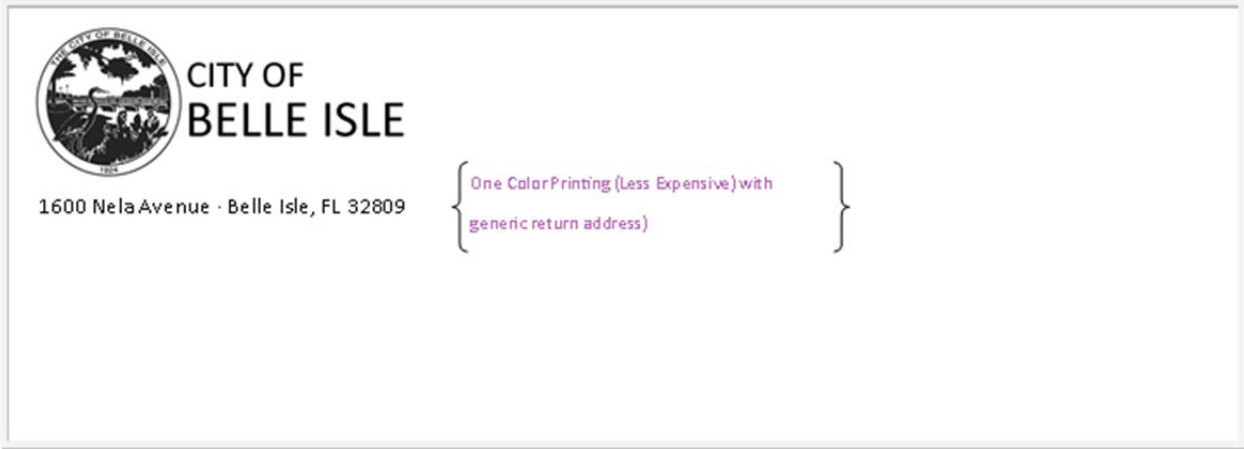 THE CITY OF BELLE ISLE
CITY OF
BELLE ISLE
1924
1600 Nela Avenue · Belle Isle, FL 32809
One Color Printing (Less Expensive) with
generic return address)